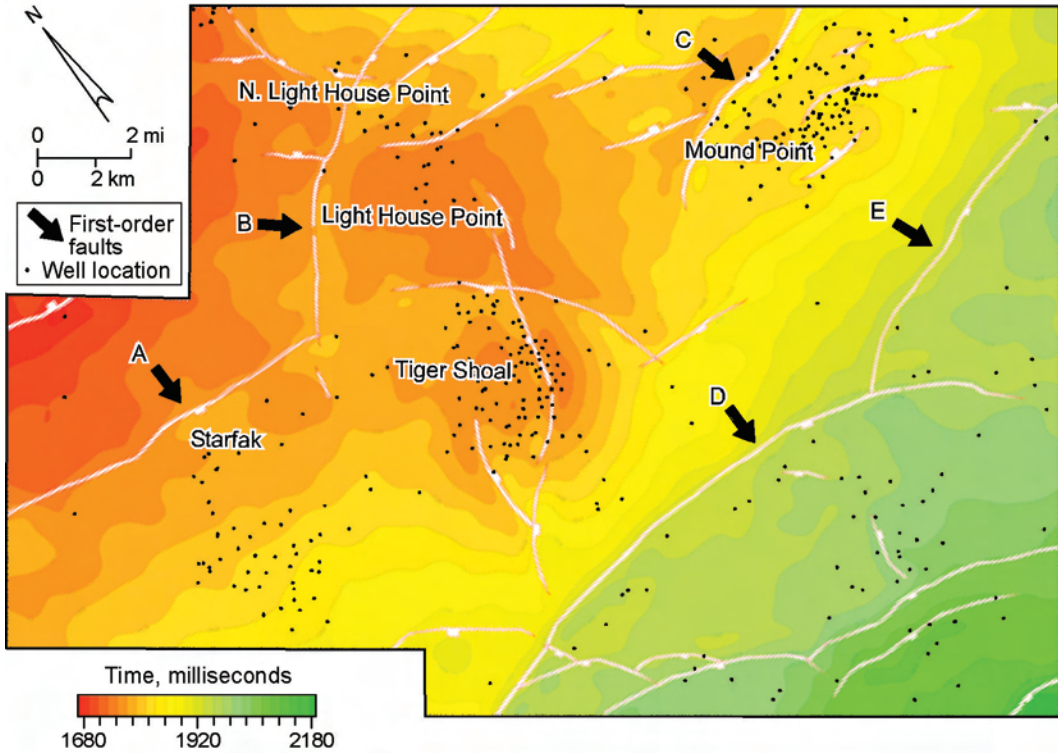 N
0 2 mi
0 2 km
First-order
faults
Well location
N. Light House Point
C
Mound Point
B
Light House Point
E
A
Tiger Shoal
D
Starfak
Time, milliseconds
1680 1920 2180